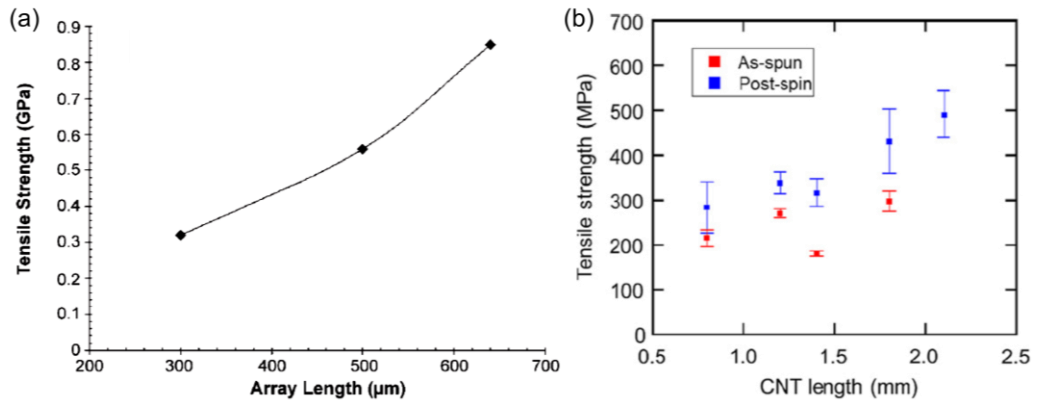 (a)
0.9
0.8
0.7
0.6
0.5
0.4
0.3
0.2
0.1
0
Tensile Strength (GPa)
200 300 400 500 600 700
Array Length (µm)
(b)
700
600
500
400
300
200
100
0
Tensile strength (MPa)
As-spun
Post-spin
0.5 1.0 1.5 2.0 2.5
CNT length (mm)